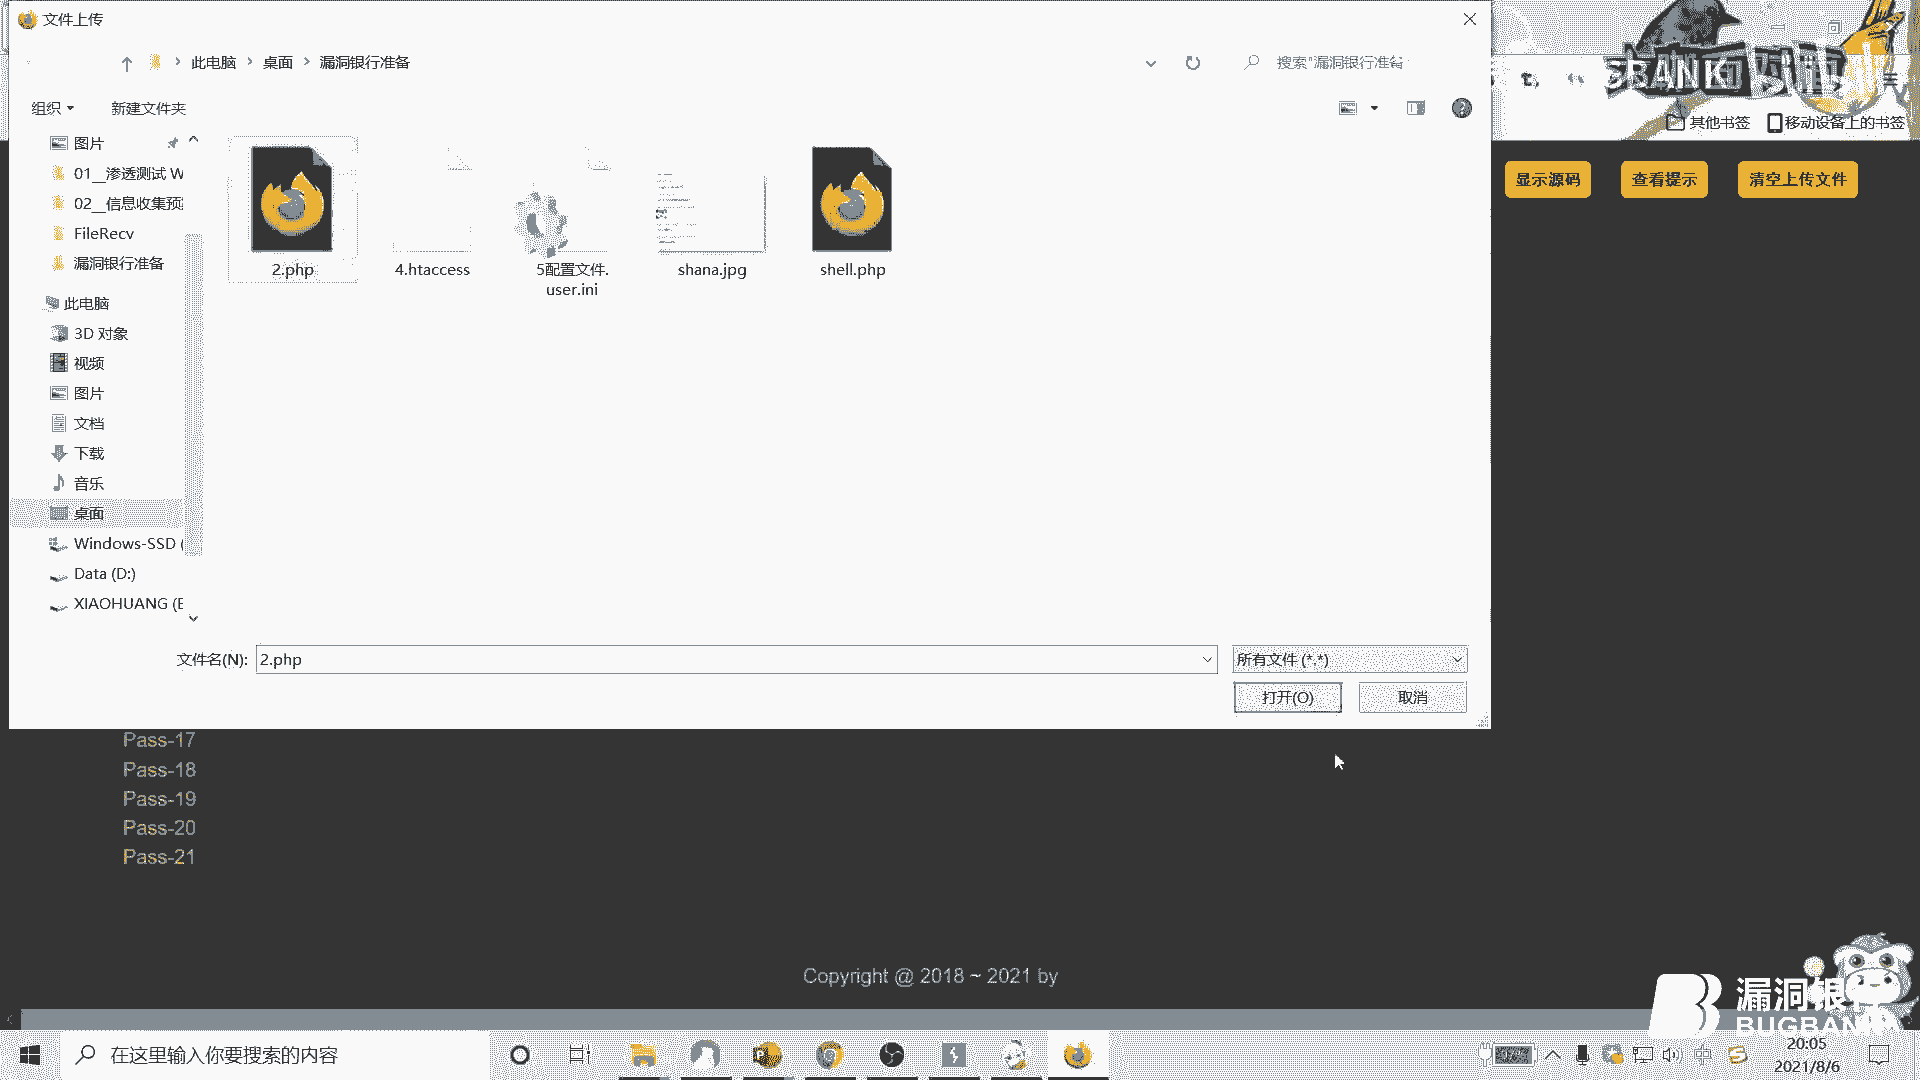 文件上传
此电脑
桌面
漏洞银行准备
搜索"漏洞银行准备
组织
新建文件夹
图片
01__渗透测试 W
02__信息收集预
FileRecv
漏洞银行准备
此电脑
3D 对象
视频
图片
文档
下载
音乐
桌面
Windows-SSD (
Data (D:)
XIAOHUANG (E
2.php
4.htaccess
5配置文件.
user.ini
shana.jpg
shell.php
文件名(N):
2.php
所有文件 (*.*)
打开(O)
取消
其他书签
移动设备上的书签
显示源码
查看提示
清空上传文件
Pass-17
Pass-18
Pass-19
Pass-20
Pass-21
Copyright @ 2018 ~ 2021 by
漏洞银
BUGBAN
在这里输入你要搜索的内容
中
20:05
2021/8/6